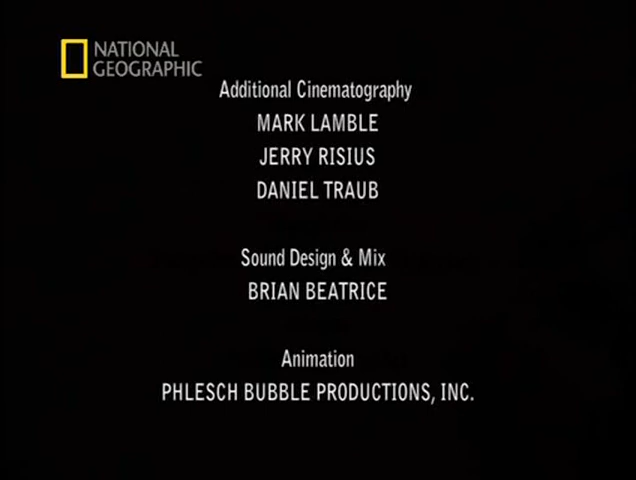 NATIONAL
GEOGRAPHIC
Additional Cinematography
MARK LAMBLE
JERRY RISIUS
DANIEL TRAUB
Sound Design & Mix
BRIAN BEATRICE
Animation
PHLESCH BUBBLE PRODUCTIONS, INC.